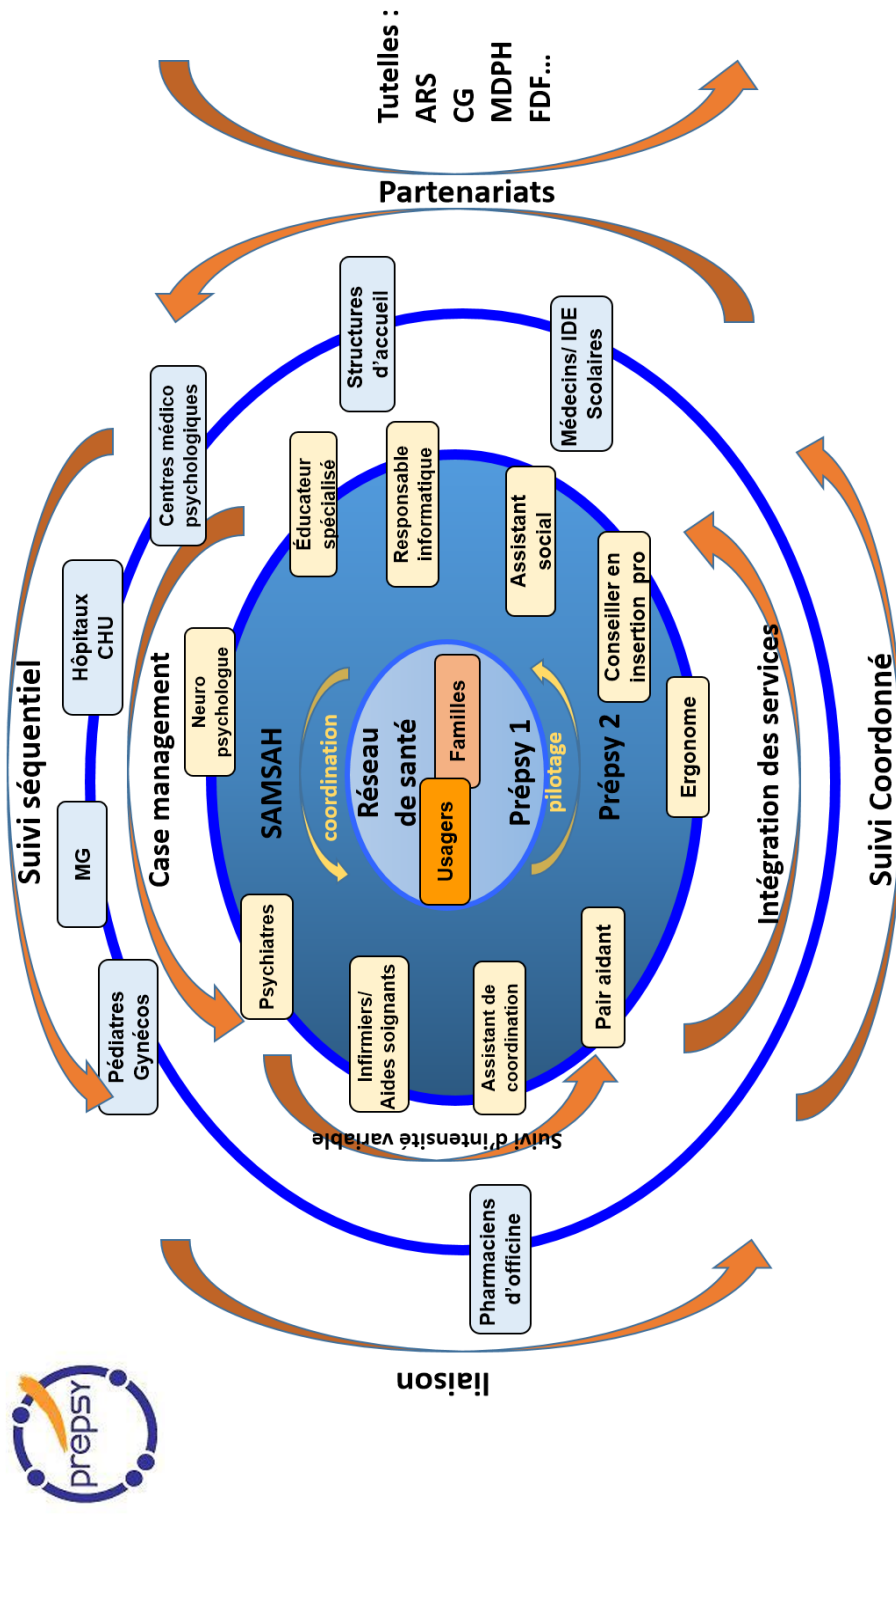 prepsy
Suivi séquentiel
Hôpitaux
CHU
MG
Pédiatres
Gynécos
Centres médico
psychologiques
Case management
Neuro
psychologue
Psychiatres
Éducateur
spécialisé
SAMSAH
coordination
Réseau
de santé
Familles
Usagers
Prépsy 1
pilotage
Prépsy 2
Infirmiers/
Aides soignants
Responsable
informatique
Structures
d'accueil
Assistant de
coordination
Assistant
social
Pair aidant
Conseiller en
insertion pro
Ergonome
Médecins/ IDE
Scolaires
Pharmaciens
d'officine
Suivi d'intensité variable
liaison
Partenariats
Tutelles :
ARS
CG
MDPH
FDF...
Intégration des services
Suivi Coordonné